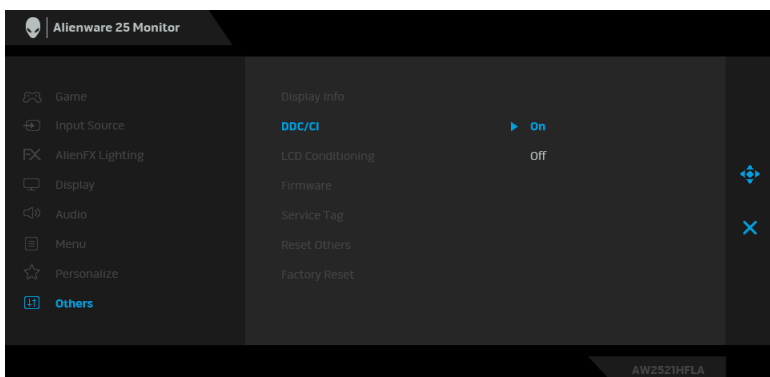 Alienware 25 Monitor
Game
Input Source
AlienFX Lighting
Display
Audio
Menu
Personalize
Others
Display Info
DDC/CI
On
LCD Conditioning
Off
Firmware
Service Tag
Reset Others
Factory Reset
AW2521HFLA